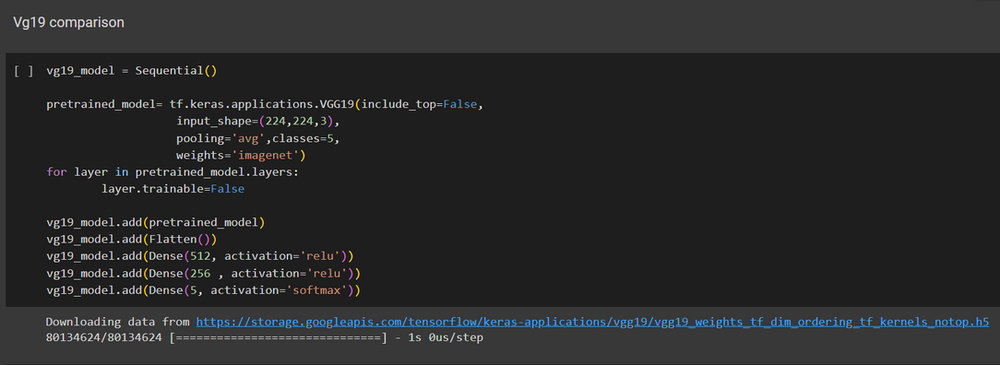 Vg19 comparison
[ ] vg19_model = Sequential()
pretrained_model= tf.keras.applications.VGG19(include_top=False,
input_shape=(224,224,3),
pooling='avg',classes=5,
weights='imagenet')
for layer in pretrained_model.layers:
layer.trainable=False
vg19_model.add(pretrained_model)
vg19_model.add(Flatten())
vg19_model.add(Dense(512, activation='relu'))
vg19_model.add(Dense(256 , activation='relu'))
vg19_model.add(Dense(5, activation='softmax'))
Downloading data from https://storage.googleapis.com/tensorflow/keras-applications/vgg19/vgg19_weights_tf_dim_ordering_tf_kernels_notop.h5
80134624/80134624 [==============================] - 1s 0us/step